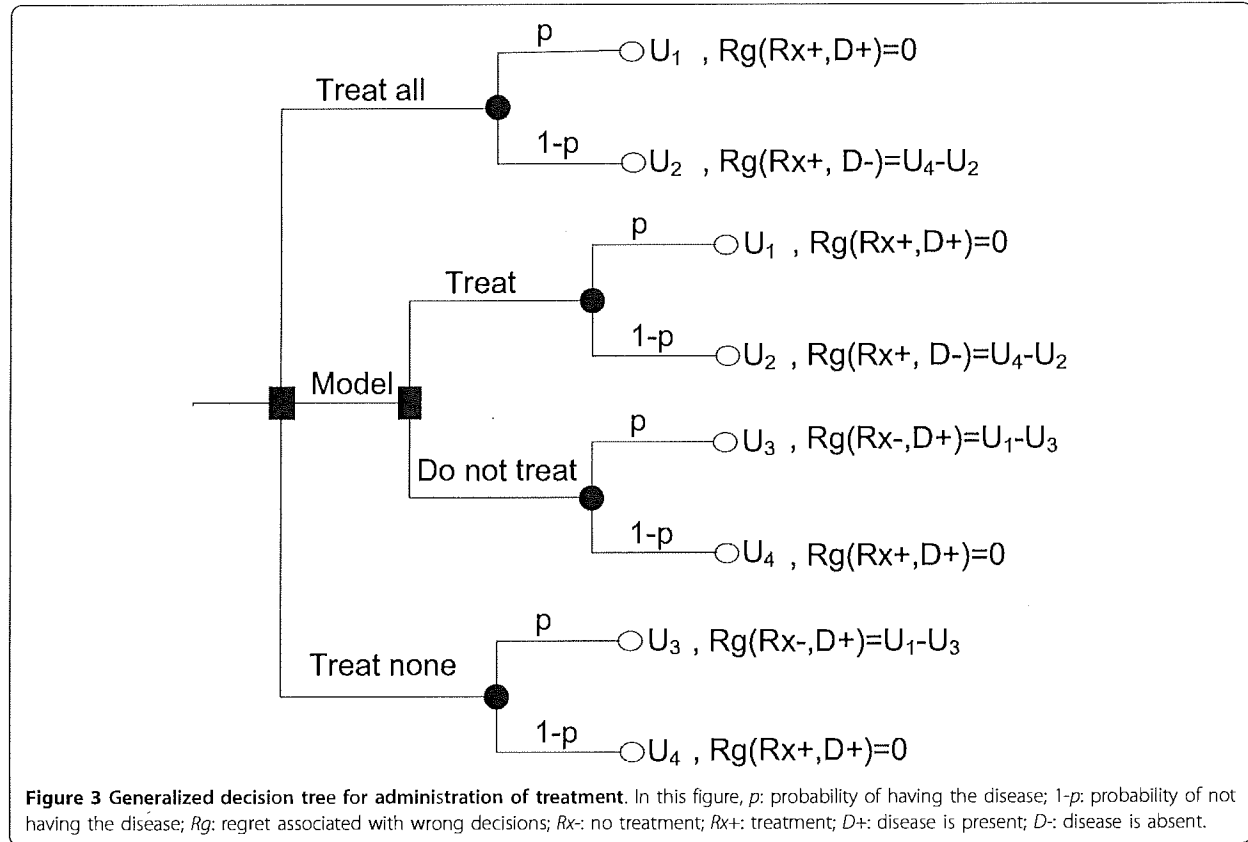 p
U₁ , Rg(Rx+,D+)=0
Treat all
1-p
U₂ , Rg(Rx+, D-)=U₄-U₂
p
U₁ , Rg(Rx+,D+)=0
Treat
1-p
U₂ , Rg(Rx+, D-)=U₄-U₂
Model
p
U₃ , Rg(Rx-,D+)=U₁-U₃
Do not treat
1-p
U₄ , Rg(Rx+,D+)=0
p
U₃ , Rg(Rx-,D+)=U₁-U₃
Treat none
1-p
U₄ , Rg(Rx+,D+)=0
Figure 3 Generalized decision tree for administration of treatment. In this figure, p: probability of having the disease; 1-p: probability of not
having the disease; Rg: regret associated with wrong decisions; Rx-: no treatment; Rx+: treatment; D+: disease is present; D-: disease is absent.